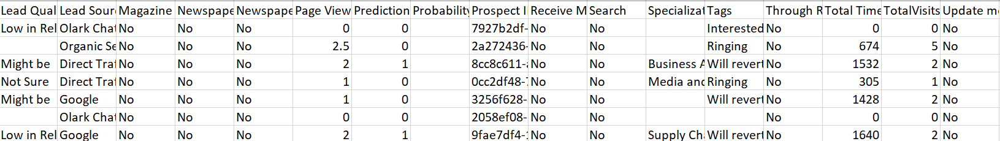 Lead Qual Lead Sour Magazine Newspape Newspape Page View Prediction Probability Prospect I Receive M Search Specializat Tags Through R Total Time TotalVisits Update m
Low in Rel Olark Chat No No No 0 0 7927b2df- No No Interested No 0 0 No
Organic Se No No No 2.5 0 2a272436- No No Ringing No 674 5 No
Might be Direct Traf No No No 2 1 8cc8c611- No No Business A Will revert No 1532 2 No
Not Sure Direct Traf No No No 1 0 0cc2df48- No No Media and Ringing No 305 1 No
Might be Google No No No 1 0 3256f628- No No Will revert No 1428 2 No
Olark Chat No No No 0 0 2058ef08- No No No 0 0 No
Low in Rel Google No No No 2 1 9fae7df4- No No Supply Ch Will revert No 1640 2 No